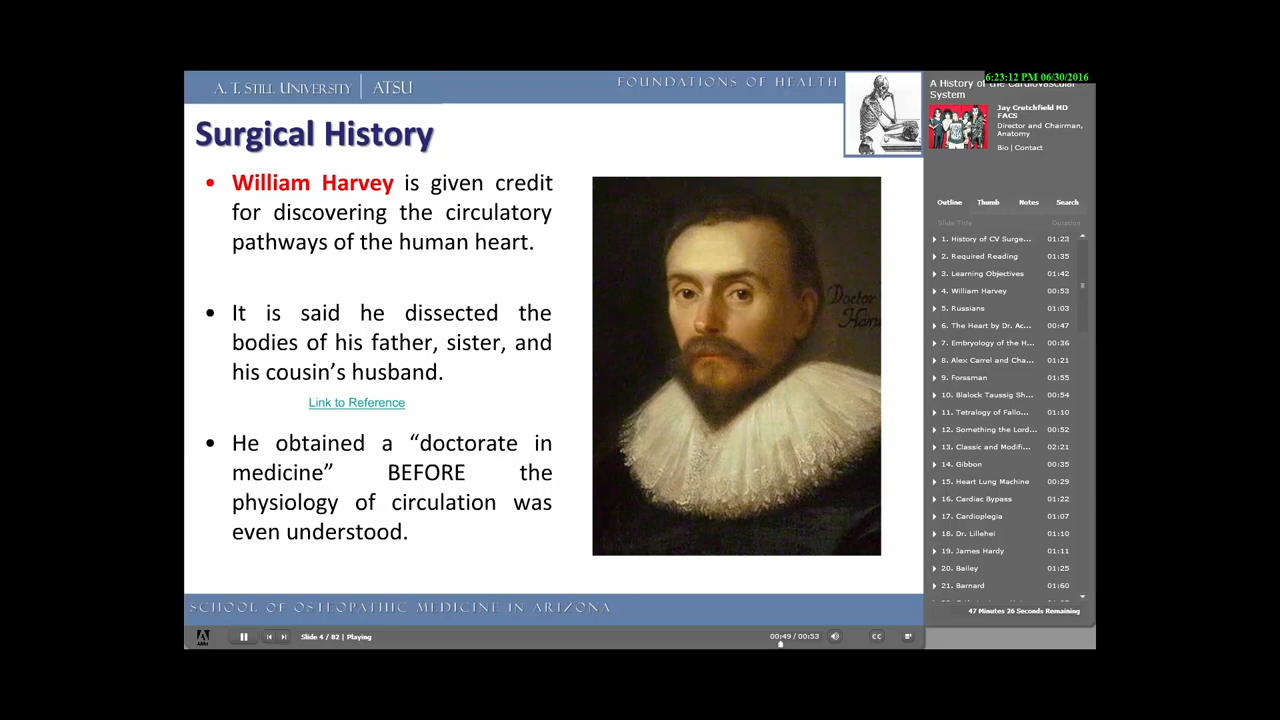 A.T. STILL UNIVERSITY ATSU
FOUNDATIONS OF HEALTH
Surgical History
• William Harvey is given credit
for discovering the circulatory
pathways of the human heart.
• It is said he dissected the
bodies of his father, sister, and
his cousin’s husband.
Link to Reference
• He obtained a “doctorate in
medicine” BEFORE the
physiology of circulation was
even understood.
Doctor
SCHOOL OF OSTEOPATHIC MEDICINE IN ARIZONA
Slide 4 / 82 | Playing
00:49 / 00:53
CC
6:23:12 PM 06/30/2016
A History of the Cardiovascular
System
Jay Crutchfield MD
FACS
Director and Chairman,
Anatomy
Bio | Contact
Outline Thumb Notes Search
Slide Title Duration
1. History of CV Surge... 01:23
2. Required Reading 01:35
3. Learning Objectives 01:42
4. William Harvey 00:53
5. Russians 01:03
6. The Heart by Dr. Ac... 00:47
7. Embryology of the H... 00:36
8. Alex Carrel and Cha... 01:21
9. Forssman 01:55
10. Blalock Taussig Sh... 00:54
11. Tetralogy of Fallo... 01:10
12. Something the Lord... 00:52
13. Classic and Modifi... 02:21
14. Gibbon 00:35
15. Heart Lung Machine 00:29
16. Cardiac Bypass 01:22
17. Cardioplegia 01:07
18. Dr. Lillehei 01:10
19. James Hardy 01:11
20. Bailey 01:25
21. Barnard 01:60
47 Minutes 26 Seconds Remaining